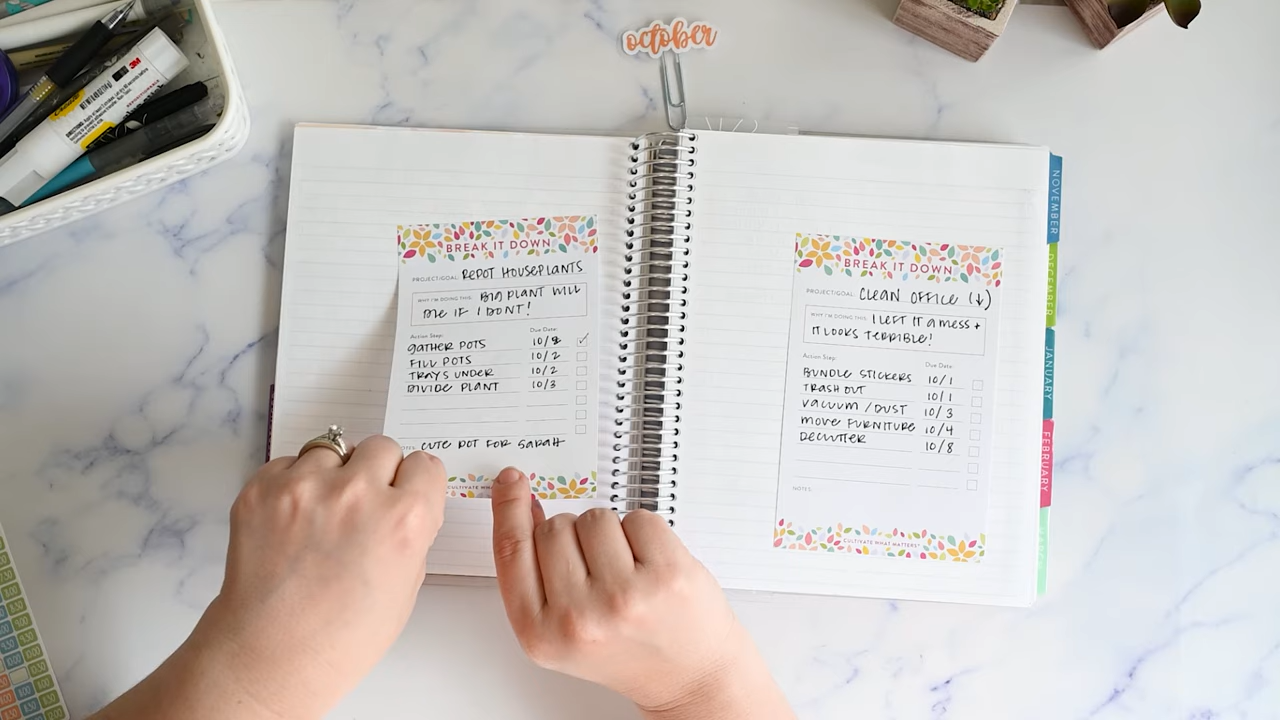 october
BREAK IT DOWN
PROJECT/GOAL: REPOT HOUSEPLANTS
WHY I'M DOING THIS: BIG PLANT WILL
DIE IF I DON'T!
Action Step: Due Date:
GATHER POTS 10/2 ✓
FILL POTS 10/2
TRAYS UNDER 10/2
DIVIDE PLANT 10/3
CUTE POT FOR SARAH
CULTIVATE
BREAK IT DOWN
PROJECT/GOAL: CLEAN OFFICE (↓)
WHY I'M DOING THIS: I LEFT IT A MESS +
IT LOOKS TERRIBLE!
Action Step: Due Date:
BUNDLE STICKERS 10/1
TRASH OUT 10/1
VACUUM / DUST 10/3
MOVE FURNITURE 10/4
DECLUTTER 10/8
NOTES:
CULTIVATE WHAT MATTERS
NOVEMBER
DECEMBER
JANUARY
FEBRUARY
3M